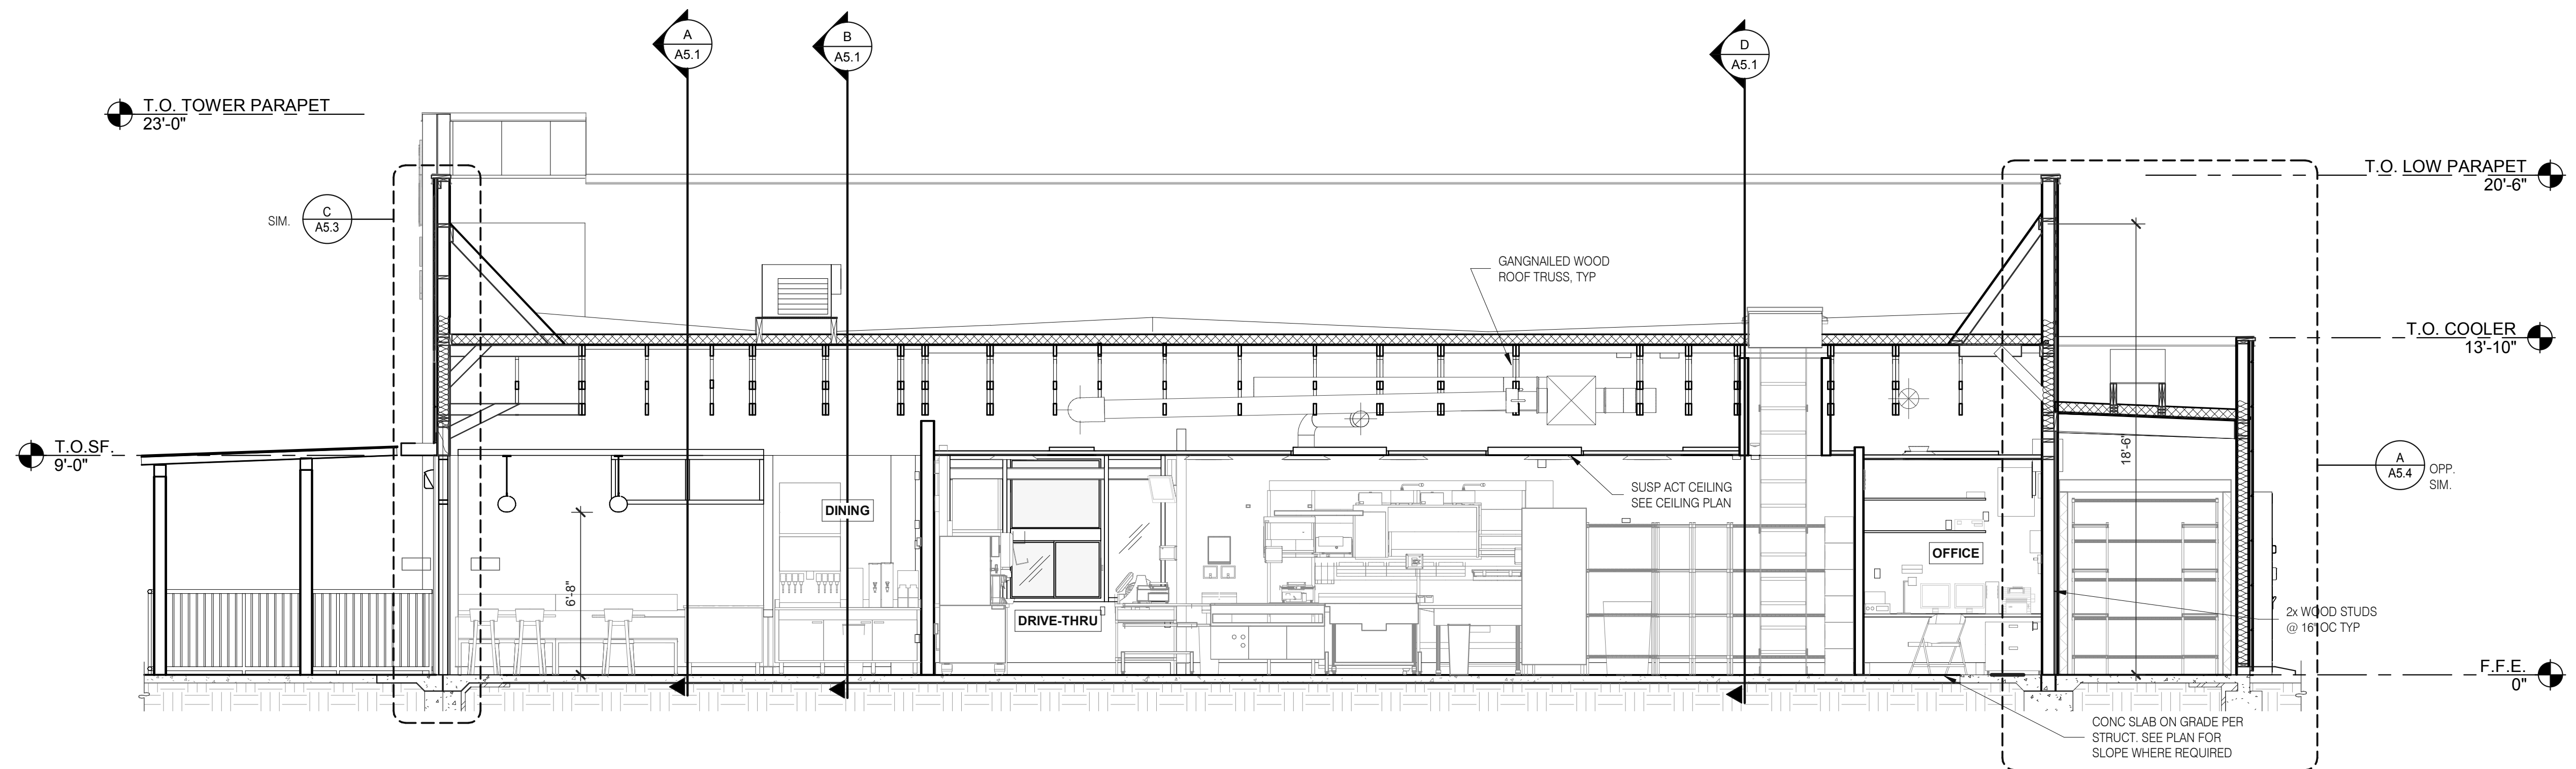 A
A5.1
B
A5.1
D
A5.1
T.O. TOWER PARAPET
23'-0"
T.O. LOW PARAPET
20'-6"
SIM.
C
A5.3
GANGNAILED WOOD
ROOF TRUSS, TYP
T.O. COOLER
13'-10"
T.O.SF.
9'-0"
18'-6"
A
A5.4
OPP.
SIM.
SUSP ACT CEILING
SEE CEILING PLAN
DINING
OFFICE
6'-8"
DRIVE-THRU
2x WOOD STUDS
@ 16" OC TYP
F.F.E.
0"
CONC SLAB ON GRADE PER
STRUCT. SEE PLAN FOR
SLOPE WHERE REQUIRED